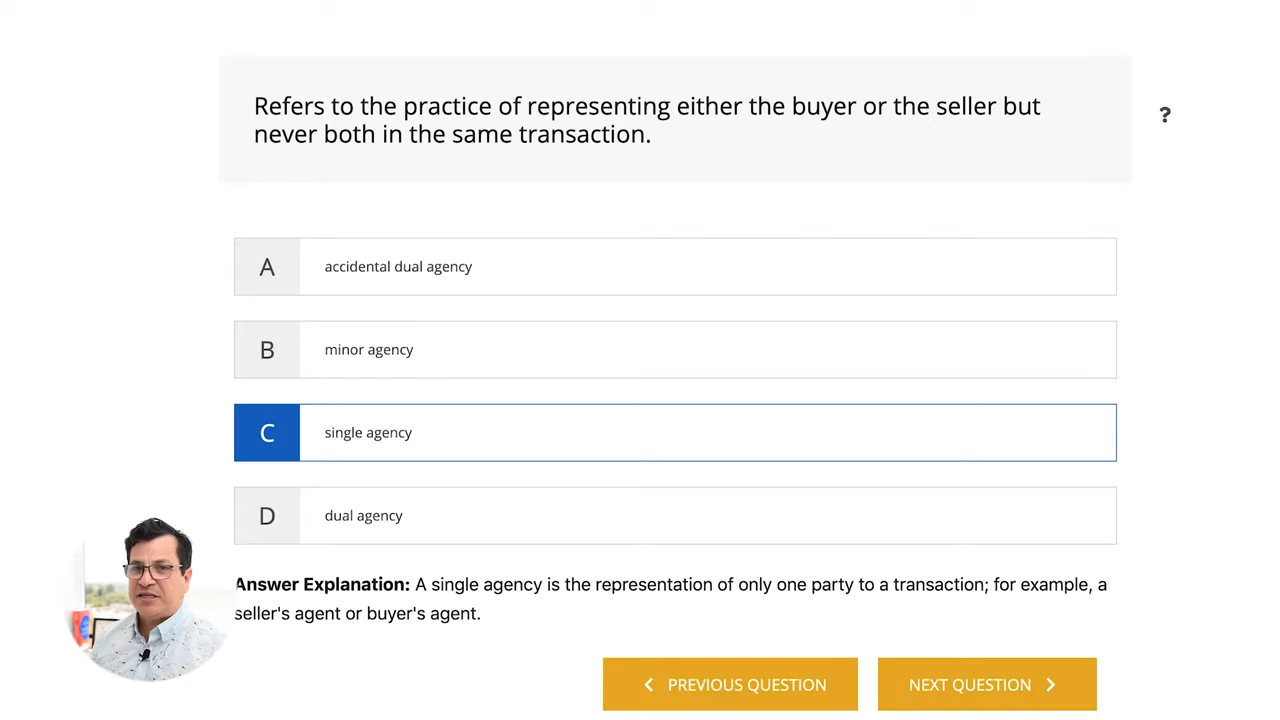 Refers to the practice of representing either the buyer or the seller but
never both in the same transaction.
?
A accidental dual agency
B minor agency
C single agency
D dual agency
Answer Explanation: A single agency is the representation of only one party to a transaction; for example, a
seller's agent or buyer's agent.
PREVIOUS QUESTION NEXT QUESTION